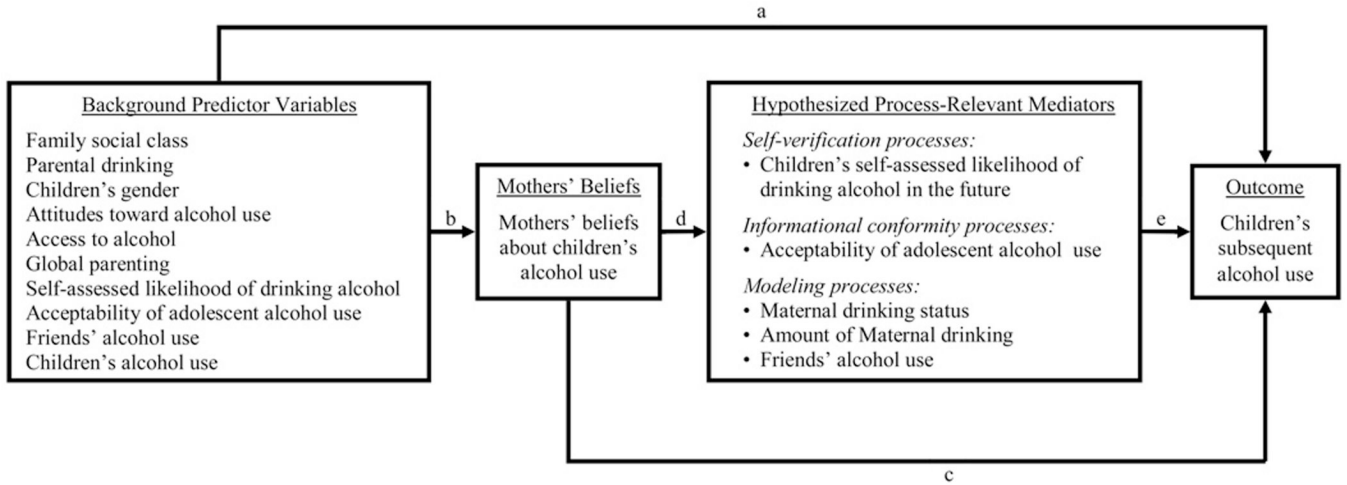 a
Background Predictor Variables
Family social class
Parental drinking
Children's gender
Attitudes toward alcohol use
Access to alcohol
Global parenting
Self-assessed likelihood of drinking alcohol
Acceptability of adolescent alcohol use
Friends' alcohol use
Children's alcohol use
b
Mothers' Beliefs
Mothers' beliefs
about children's
alcohol use
d
Hypothesized Process-Relevant Mediators
Self-verification processes:
• Children's self-assessed likelihood of
drinking alcohol in the future
Informational conformity processes:
• Acceptability of adolescent alcohol use
Modeling processes:
• Maternal drinking status
• Amount of Maternal drinking
• Friends' alcohol use
e
Outcome
Children's
subsequent
alcohol use
c